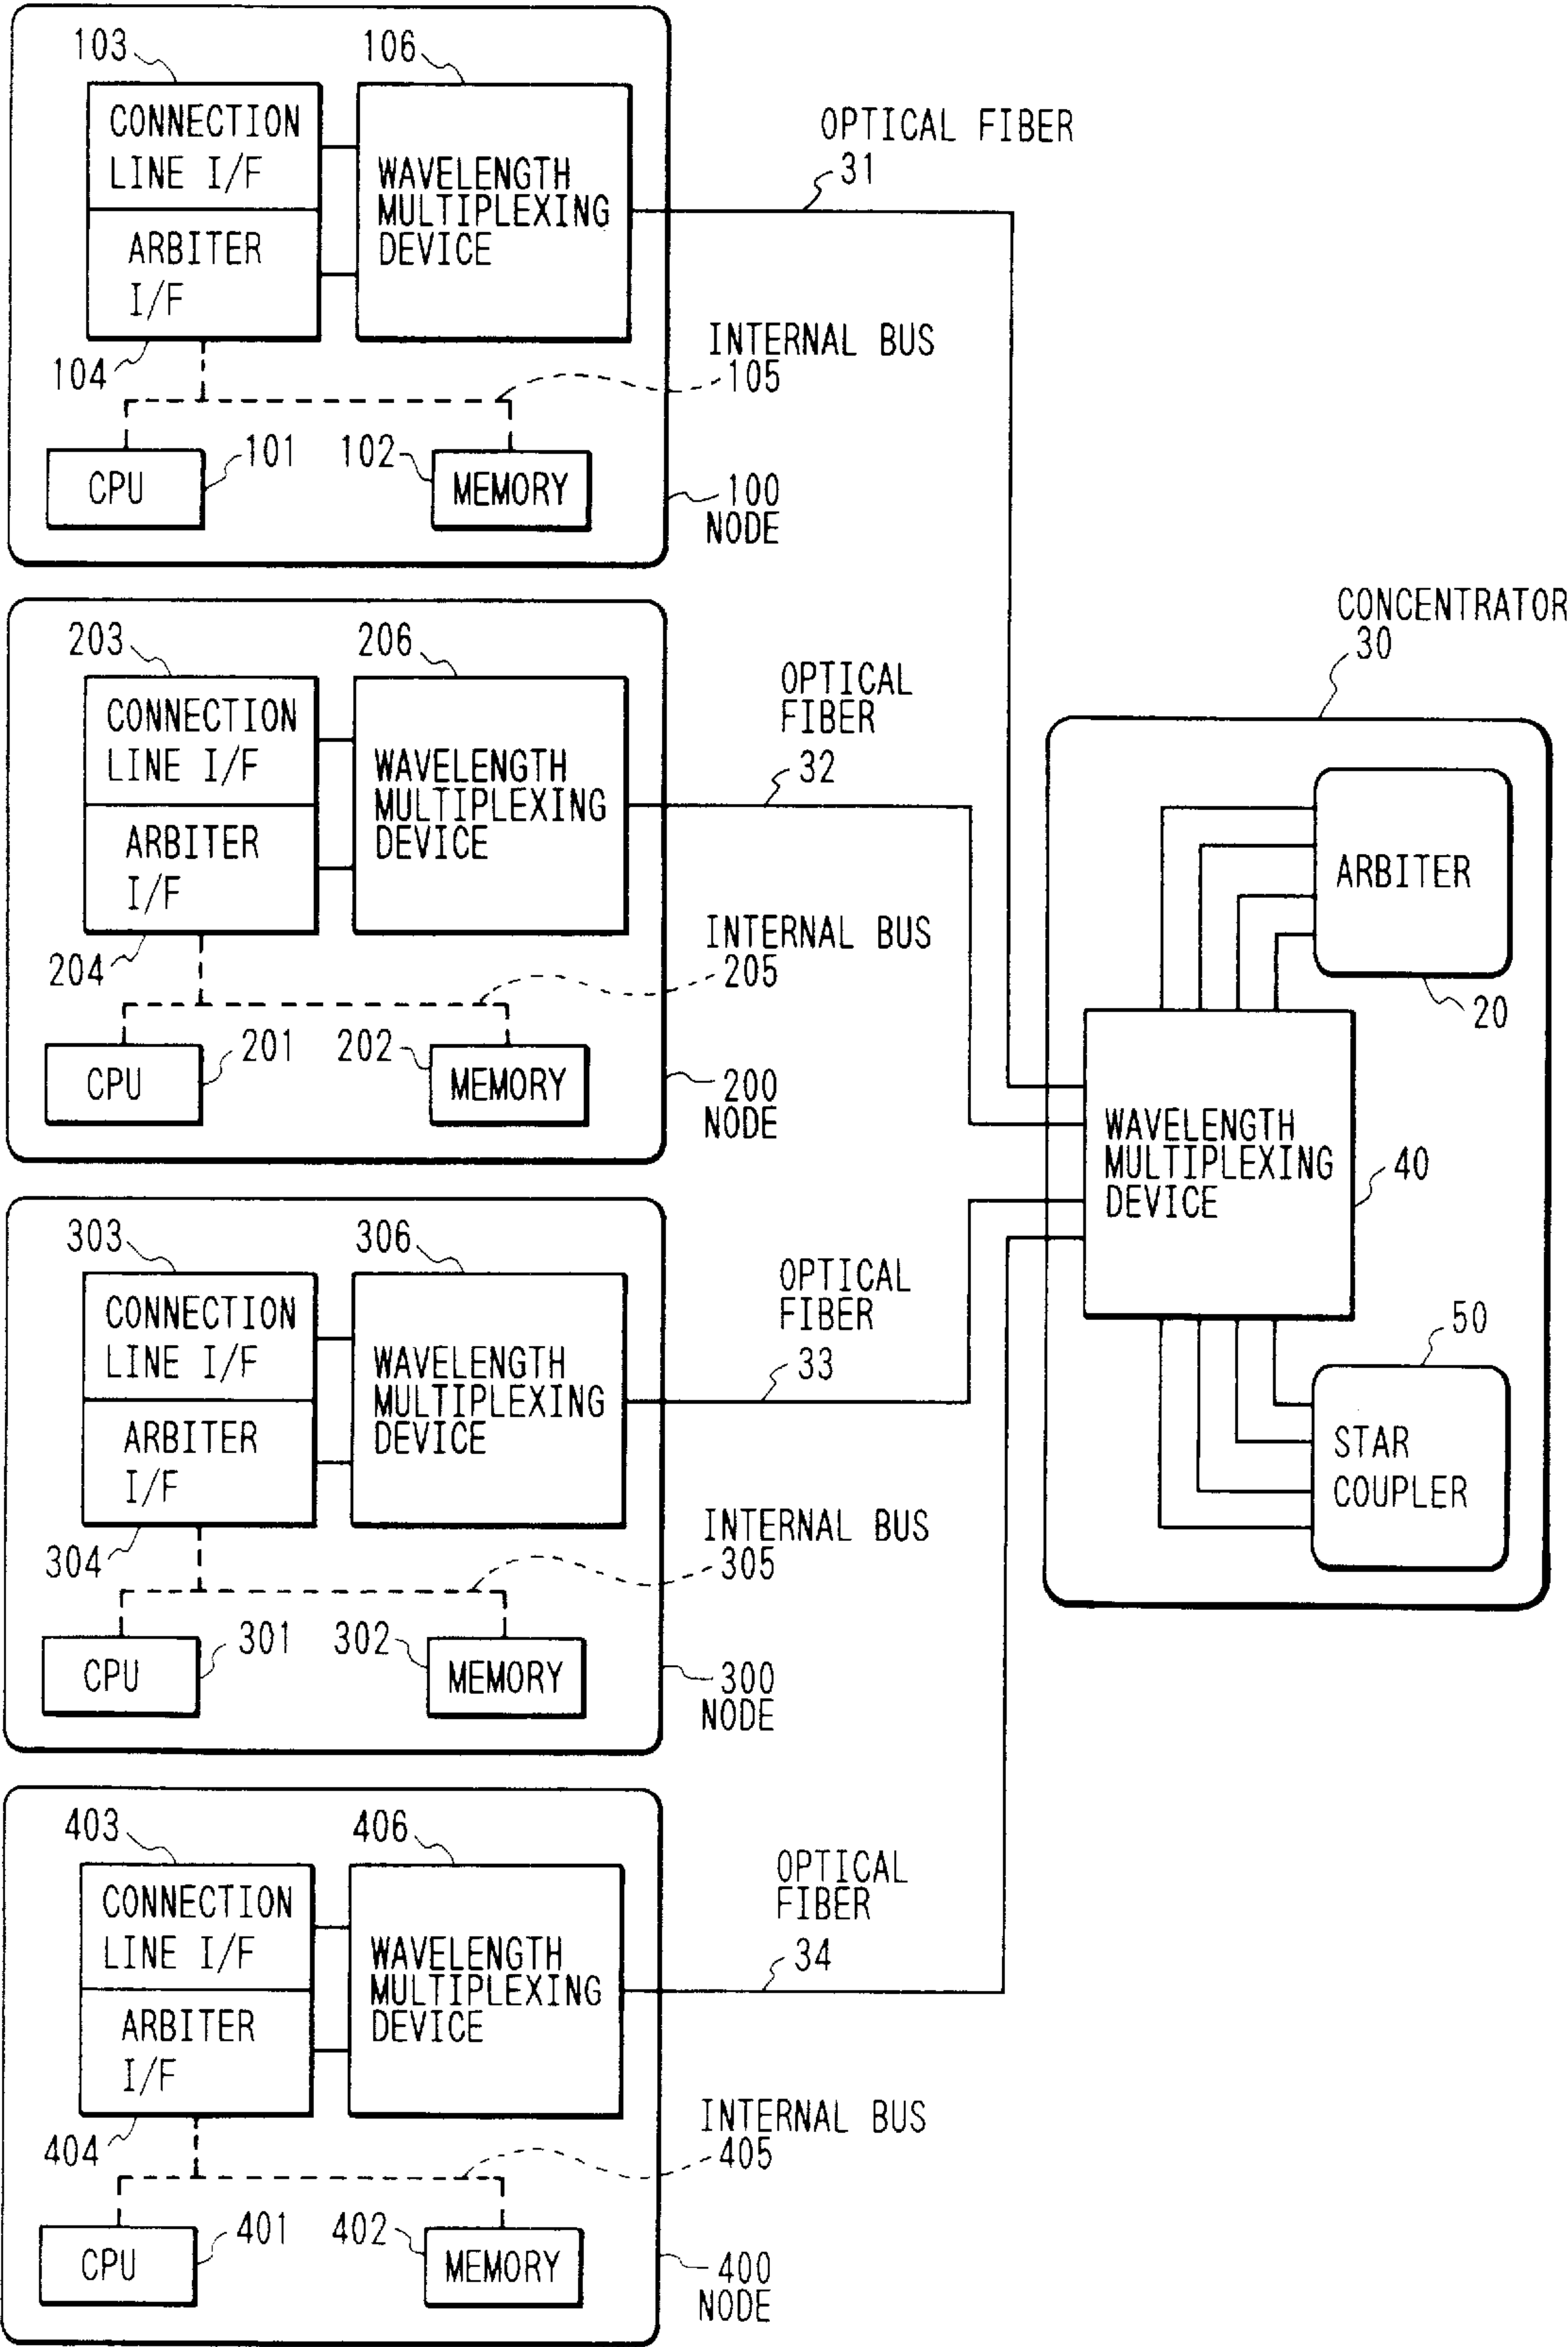 103
106
CONNECTION
LINE I/F
WAVELENGTH
MULTIPLEXING
DEVICE
ARBITER
I/F
OPTICAL FIBER
31
104
INTERNAL BUS
105
CPU
101
102
MEMORY
100
NODE
203
206
CONNECTION
LINE I/F
WAVELENGTH
MULTIPLEXING
DEVICE
ARBITER
I/F
OPTICAL
FIBER
32
204
INTERNAL BUS
205
CPU
201
202
MEMORY
200
NODE
303
306
CONNECTION
LINE I/F
WAVELENGTH
MULTIPLEXING
DEVICE
ARBITER
I/F
OPTICAL
FIBER
33
304
INTERNAL BUS
305
CPU
301
302
MEMORY
300
NODE
403
406
CONNECTION
LINE I/F
WAVELENGTH
MULTIPLEXING
DEVICE
ARBITER
I/F
OPTICAL
FIBER
34
404
INTERNAL BUS
405
CPU
401
402
MEMORY
400
NODE
CONCENTRATOR
30
ARBITER
20
WAVELENGTH
MULTIPLEXING
DEVICE
40
50
STAR
COUPLER